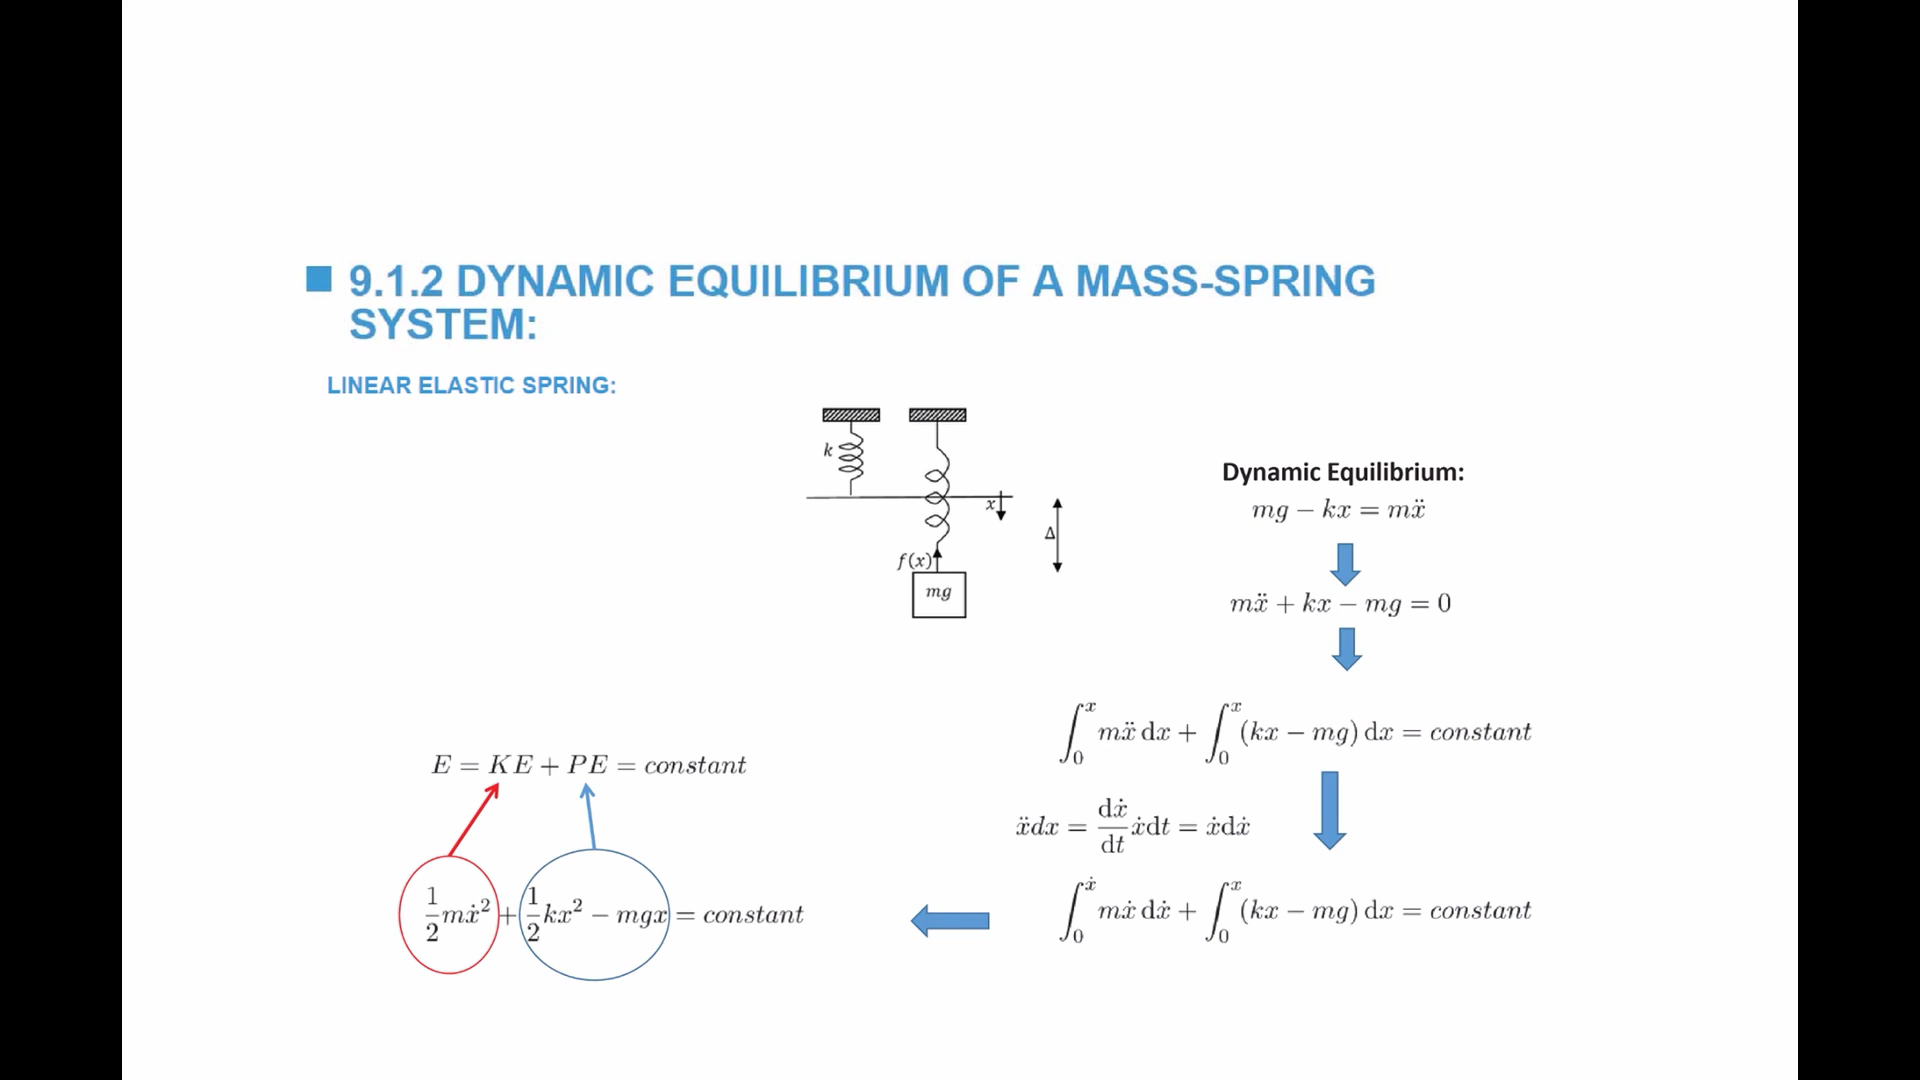 9.1.2 DYNAMIC EQUILIBRIUM OF A MASS-SPRING
SYSTEM:
LINEAR ELASTIC SPRING:
k
x
Δ
f(x)
mg
Dynamic Equilibrium:
mg − kx = mẍ
mẍ + kx − mg = 0
∫₀ˣ mẍ dx + ∫₀ˣ (kx − mg) dx = constant
ẍdx = dẋ/dt ẋdt = ẋdẋ
∫₀^ẋ mẋ dẋ + ∫₀ˣ (kx − mg) dx = constant
E = KE + PE = constant
1/2 mẋ² + 1/2 kx² − mgx = constant